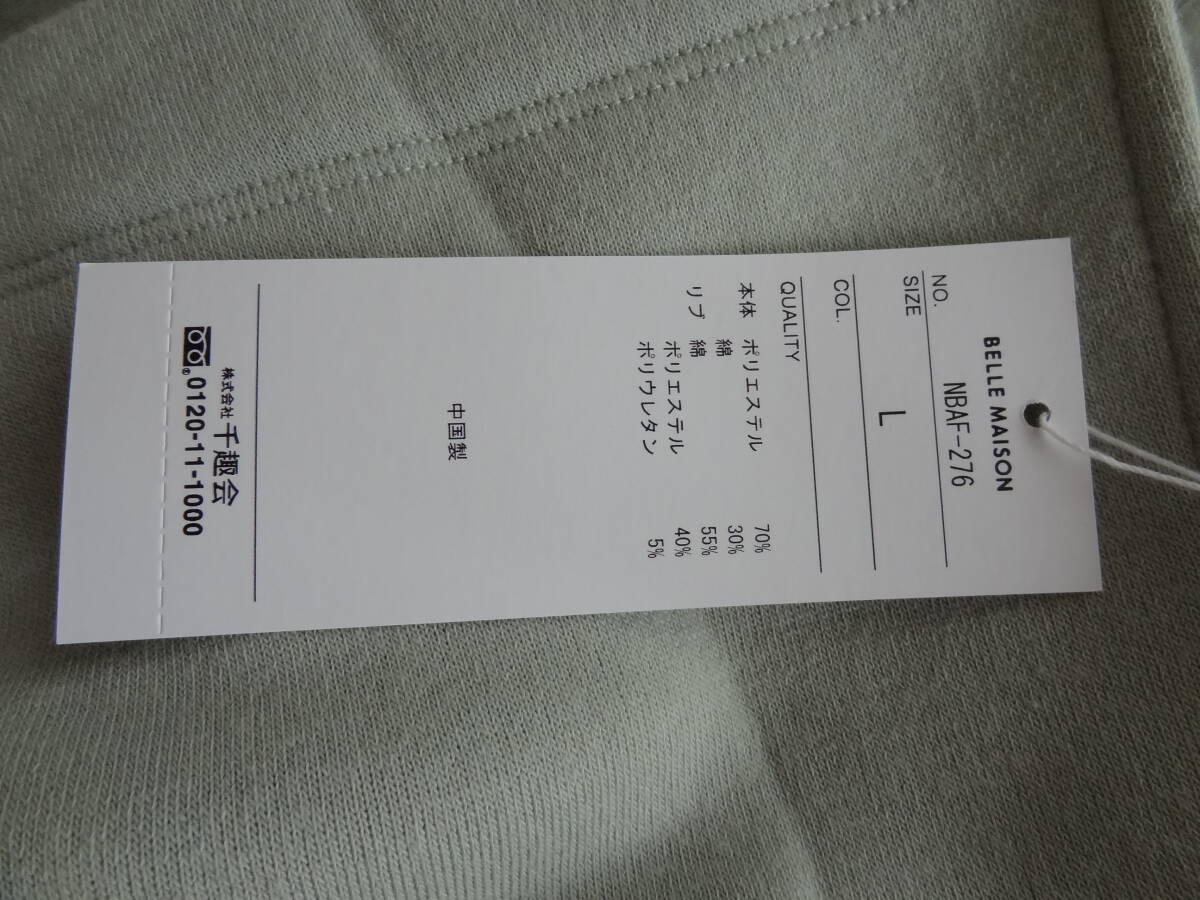 BELLE MAISON
NO. NBAF-276
SIZE L
COL.
QUALITY
本体 ポリエステル 70%
綿 30%
リブ 綿 55%
ポリエステル 40%
ポリウレタン 5%
中国製
株式会社 千趣会
®0120-11-1000